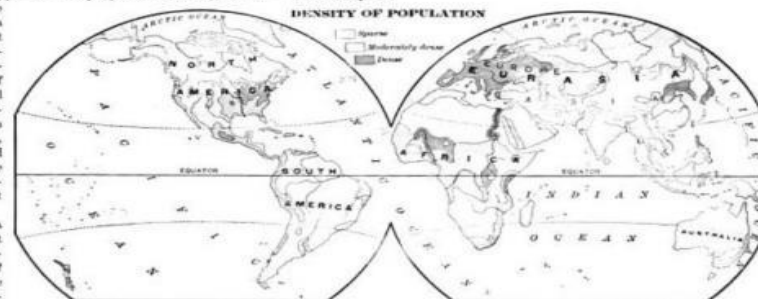 DENSITY OF POPULATION
ARCTIC OCEAN
ARCTIC OCEAN
Sparse
Moderately dense
Dense
NORTH
AMERICA
EUROPE
EURASIA
PACIFIC
OCEAN
ATLANTIC
OCEAN
PACIFIC
AFRICA
EQUATOR
EQUATOR
SOUTH
AMERICA
INDIAN
OCEAN
AUSTRALIA